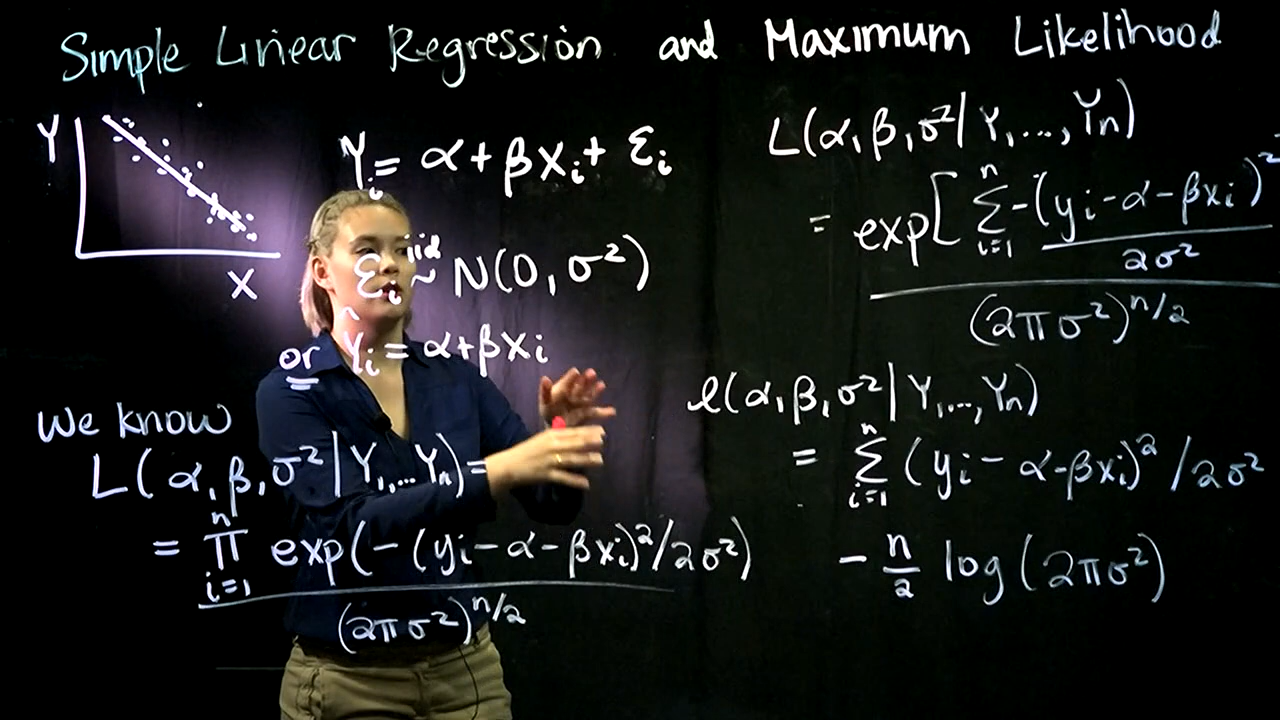 Simple Linear Regression and Maximum Likelihood
Y
X
Yᵢ = α + βxᵢ + εᵢ
εᵢ ~ⁱⁱᵈ N(0, σ²)
or Ŷᵢ = α+βxᵢ
We know
L(α, β, σ² | Y₁,... Yₙ) =
= ∏ᵢ₌₁ⁿ exp(-(yᵢ-α-βxᵢ)²/2σ²)
(2πσ²)ⁿ/²
L(α, β, σ² | Y₁,..., Yₙ)
= exp[ ∑ᵢ₌₁ⁿ -(yᵢ-α-βxᵢ)²
2σ²
(2πσ²)ⁿ/²
ℓ(α, β, σ² | Y₁,..., Yₙ)
= ∑ᵢ₌₁ⁿ (yᵢ-α-βxᵢ)² /2σ²
- n/2 log(2πσ²)